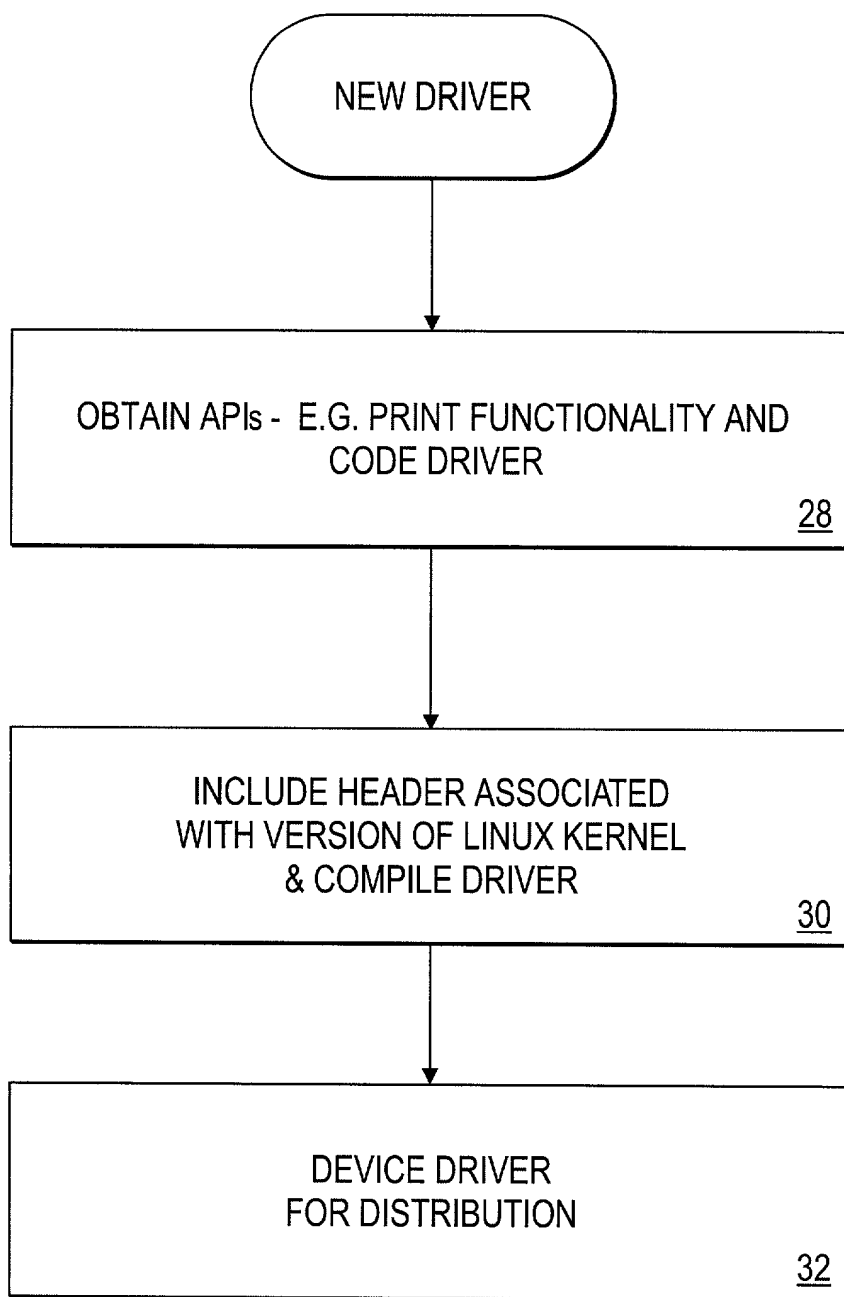 NEW DRIVER
OBTAIN APIs - E.G. PRINT FUNCTIONALITY AND
CODE DRIVER
28
INCLUDE HEADER ASSOCIATED
WITH VERSION OF LINUX KERNEL
& COMPILE DRIVER
30
DEVICE DRIVER
FOR DISTRIBUTION
32